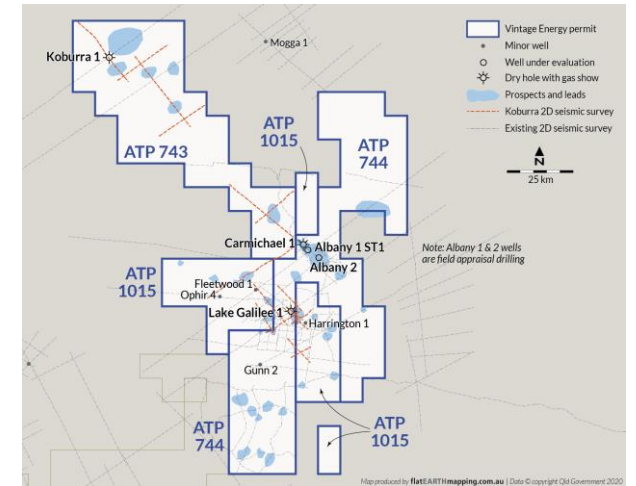 Koburra 1
Mogga 1
Vintage Energy permit
Minor well
Well under evaluation
Dry hole with gas show
Prospects and leads
Koburra 2D seismic survey
Existing 2D seismic survey
N
25 km
ATP 743
ATP
1015
ATP
744
Carmichael 1
Albany 1 ST1
Albany 2
Note: Albany 1 & 2 wells
are field appraisal drilling
ATP
1015
Fleetwood 1
Ophir 4
Lake Galilee 1
Harrington 1
Gunn 2
ATP
744
ATP
1015
Map produced by flatEARTHmapping.com.au | Data © copyright Qld Government 2020